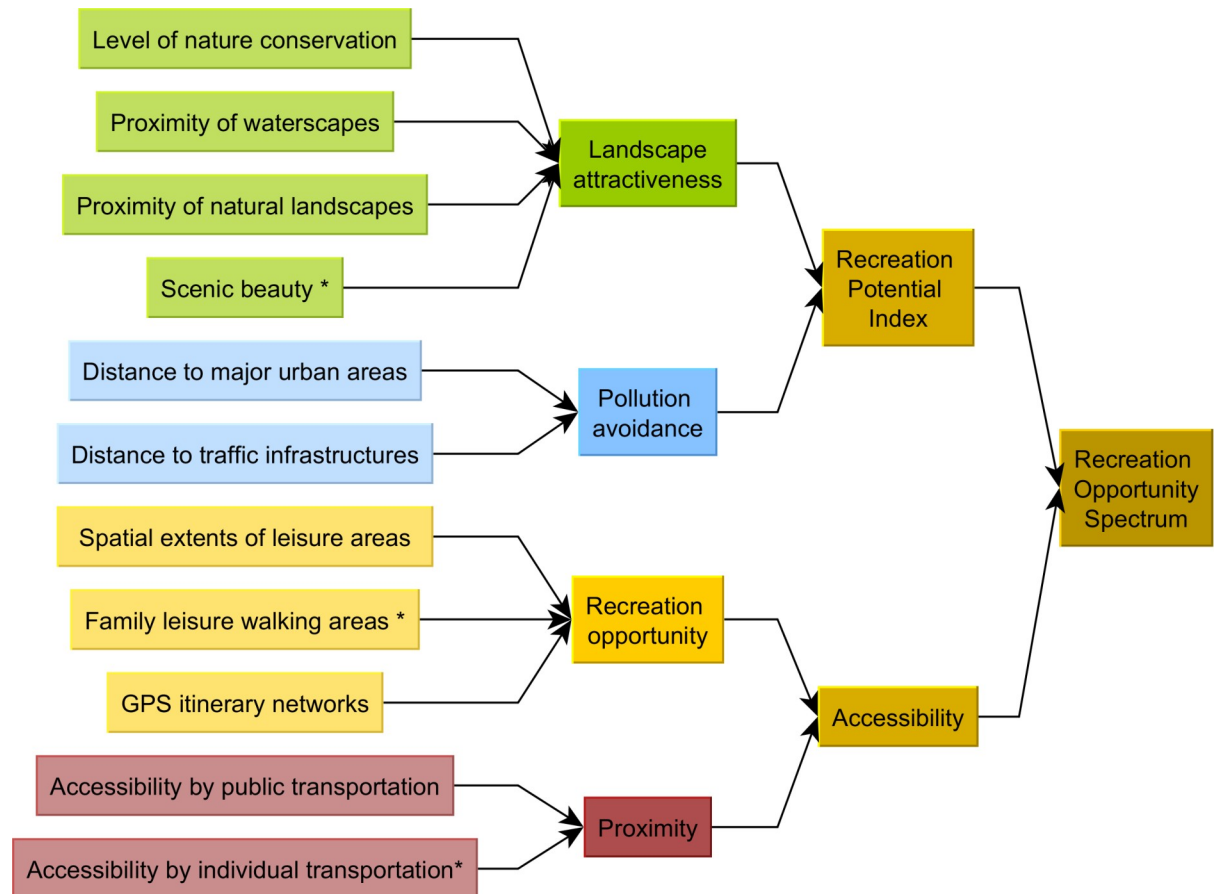 Level of nature conservation
Proximity of waterscapes
Proximity of natural landscapes
Scenic beauty *
Distance to major urban areas
Distance to traffic infrastructures
Spatial extents of leisure areas
Family leisure walking areas *
GPS itinerary networks
Accessibility by public transportation
Accessibility by individual transportation*
Landscape
attractiveness
Pollution
avoidance
Recreation
opportunity
Proximity
Recreation
Potential
Index
Accessibility
Recreation
Opportunity
Spectrum